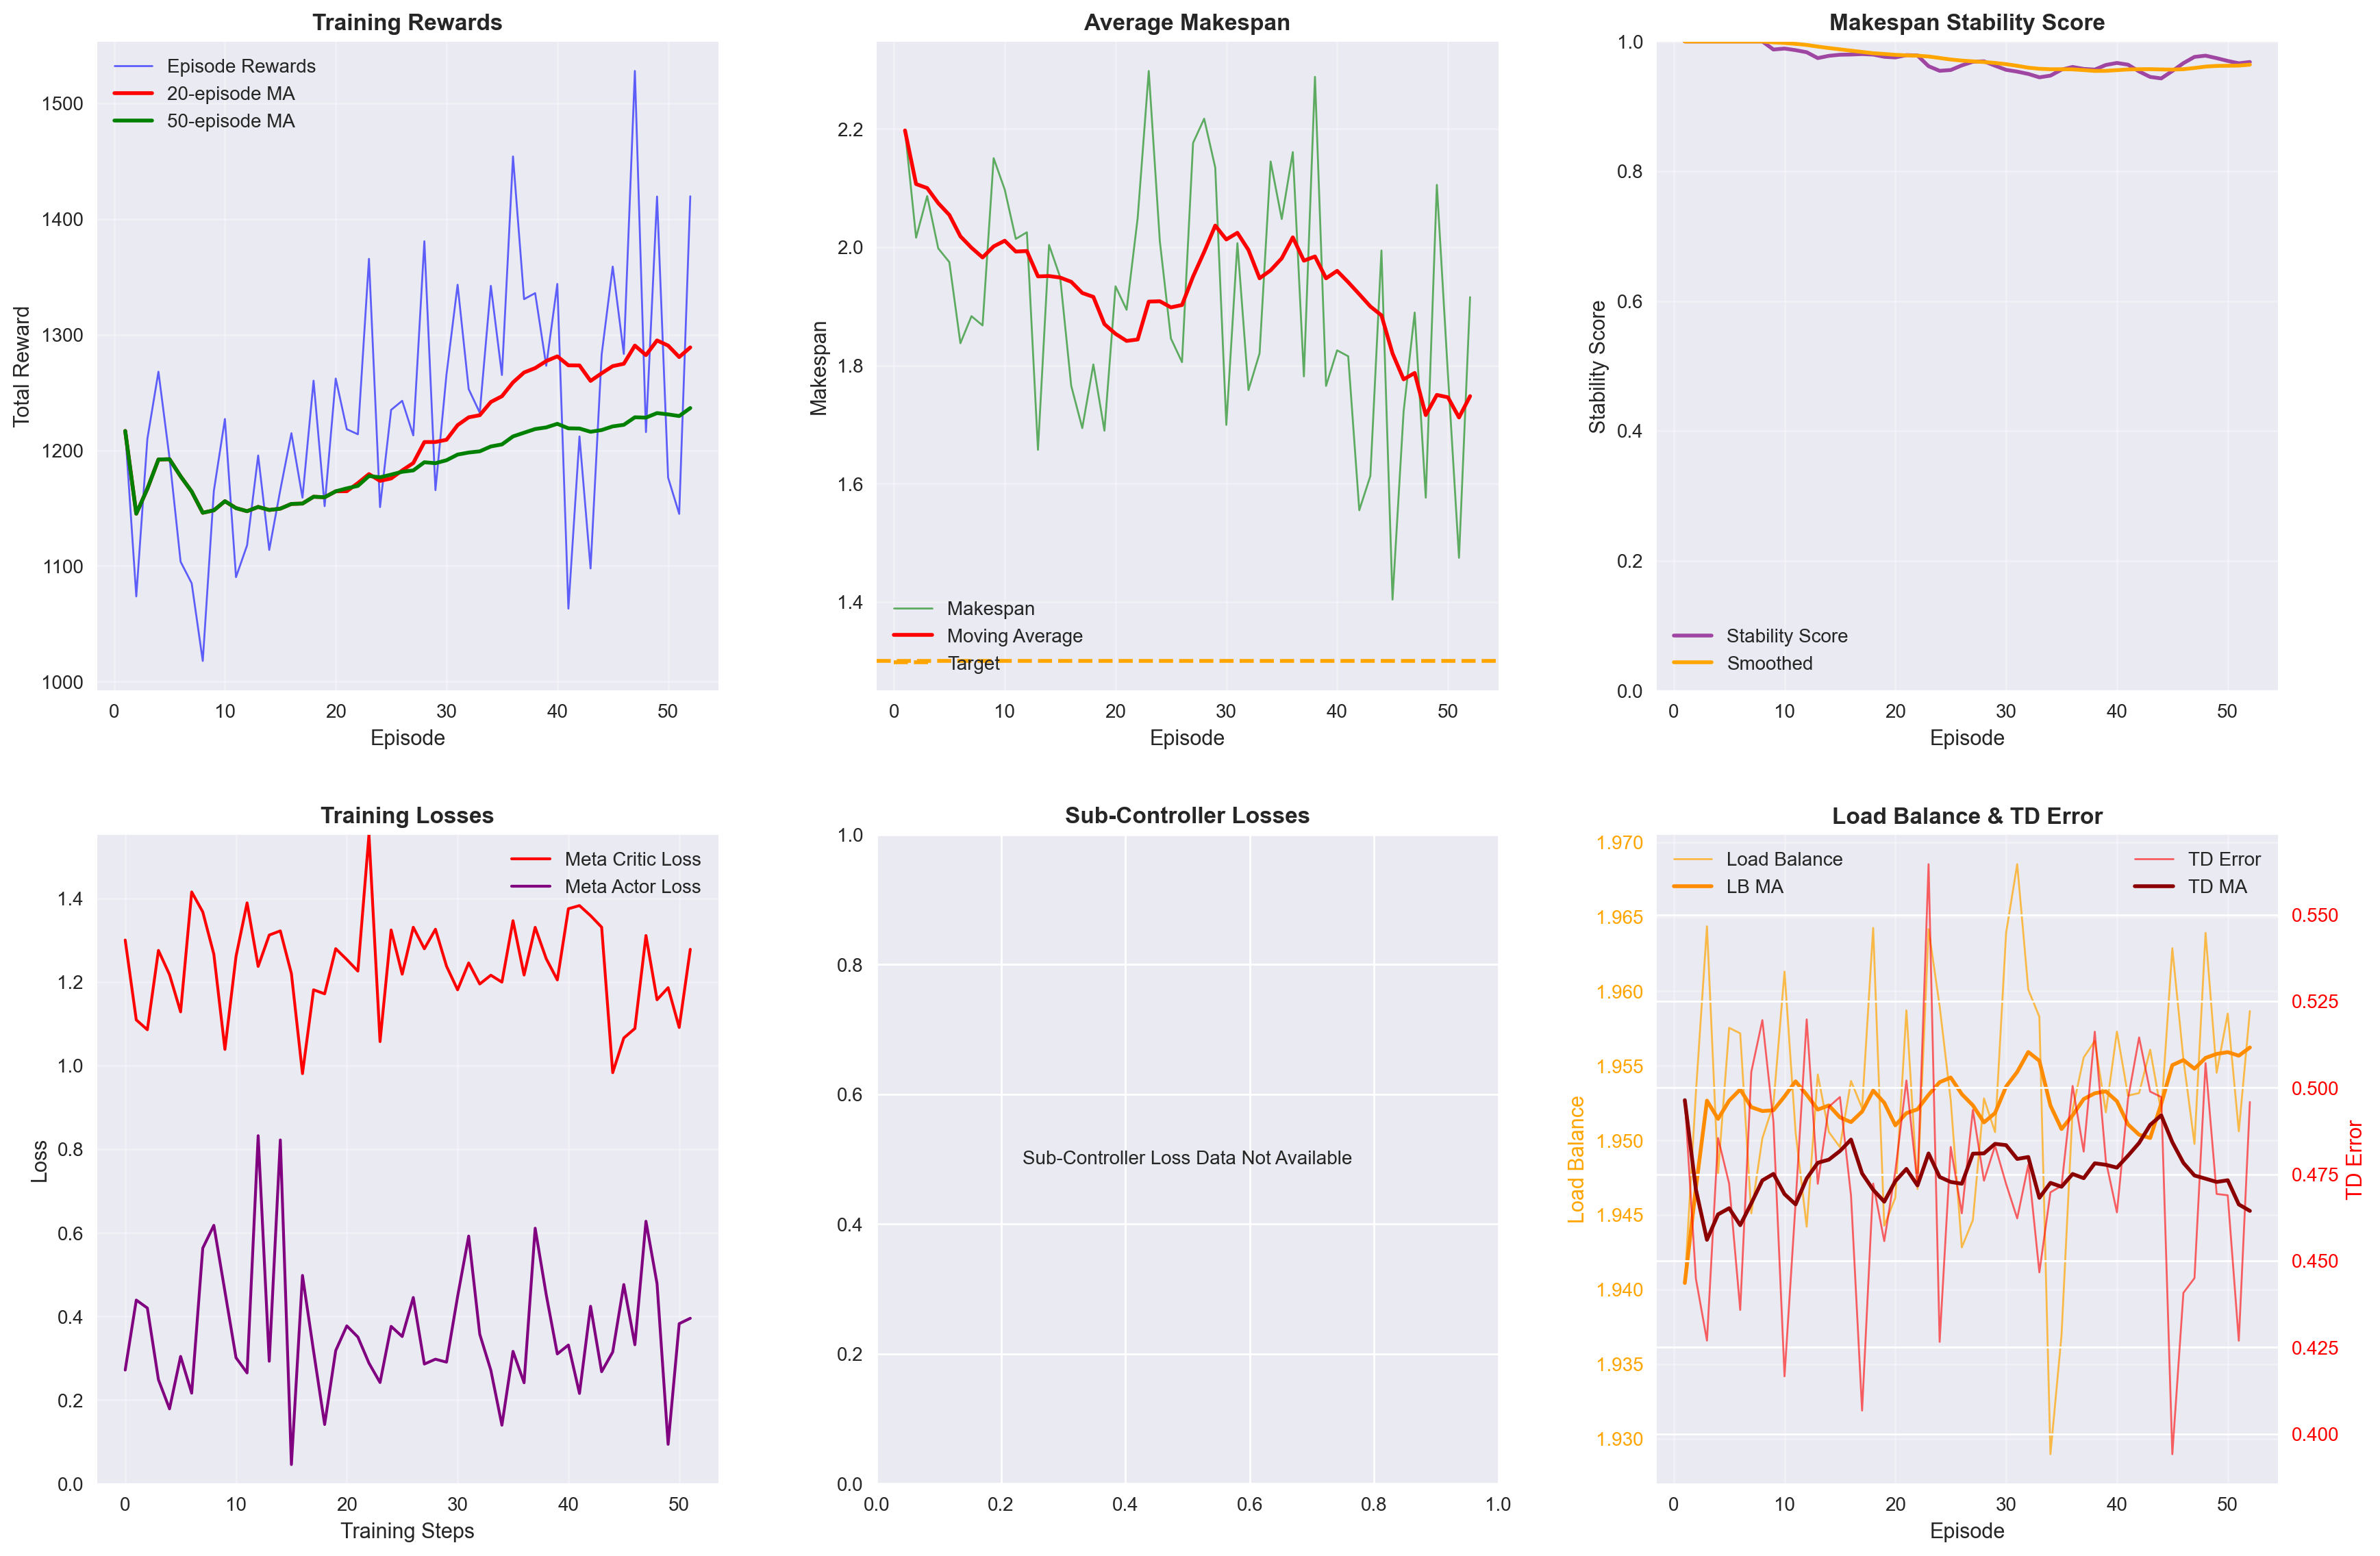 Training Rewards
Episode Rewards
20-episode MA
50-episode MA
Total Reward
1500
1400
1300
1200
1100
1000
0 10 20 30 40 50
Episode
Average Makespan
Makespan
2.2
2.0
1.8
1.6
1.4
Makespan
Moving Average
Target
0 10 20 30 40 50
Episode
Makespan Stability Score
Stability Score
1.0
0.8
0.6
0.4
0.2
0.0
Stability Score
Smoothed
0 10 20 30 40 50
Episode
Training Losses
Meta Critic Loss
Meta Actor Loss
Loss
1.4
1.2
1.0
0.8
0.6
0.4
0.2
0.0
0 10 20 30 40 50
Training Steps
Sub-Controller Losses
1.0
0.8
0.6
0.4
0.2
0.0
Sub-Controller Loss Data Not Available
0.0 0.2 0.4 0.6 0.8 1.0
Load Balance & TD Error
Load Balance
LB MA
TD Error
TD MA
Load Balance
1.970
1.965
1.960
1.955
1.950
1.945
1.940
1.935
1.930
0.550
0.525
0.500
0.475
0.450
0.425
0.400
TD Error
0 10 20 30 40 50
Episode